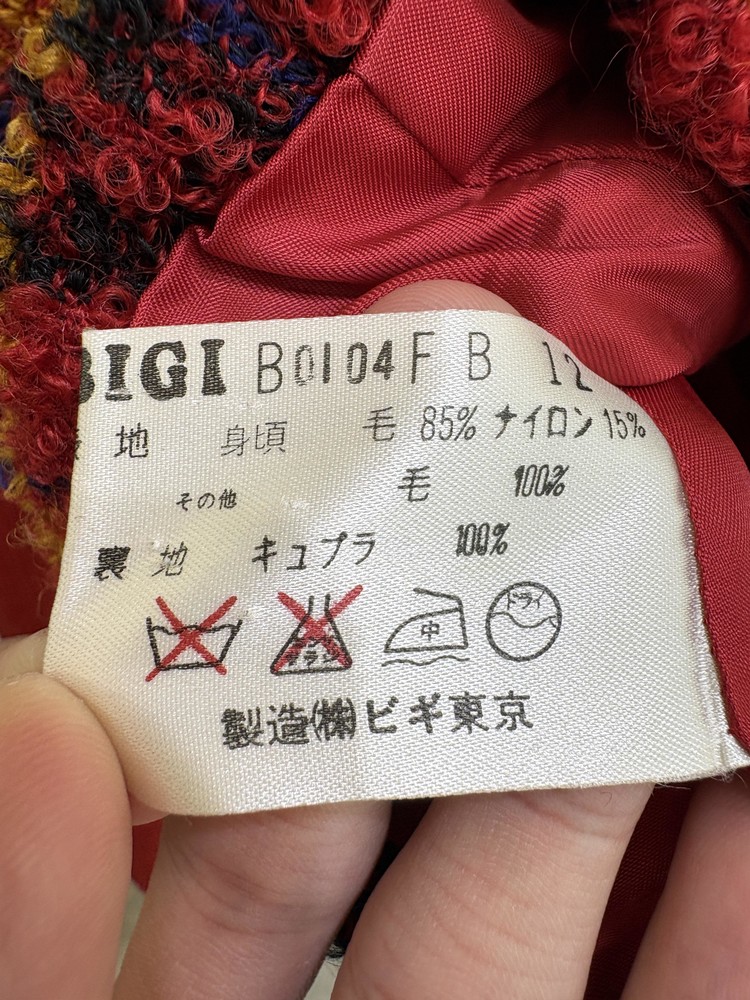 BIGI B0104F B 12
表 地 身頃 毛 85% ナイロン 15%
その他 毛 100%
裏 地 キュプラ 100%
中 ドライ
製造(株)ビギ東京